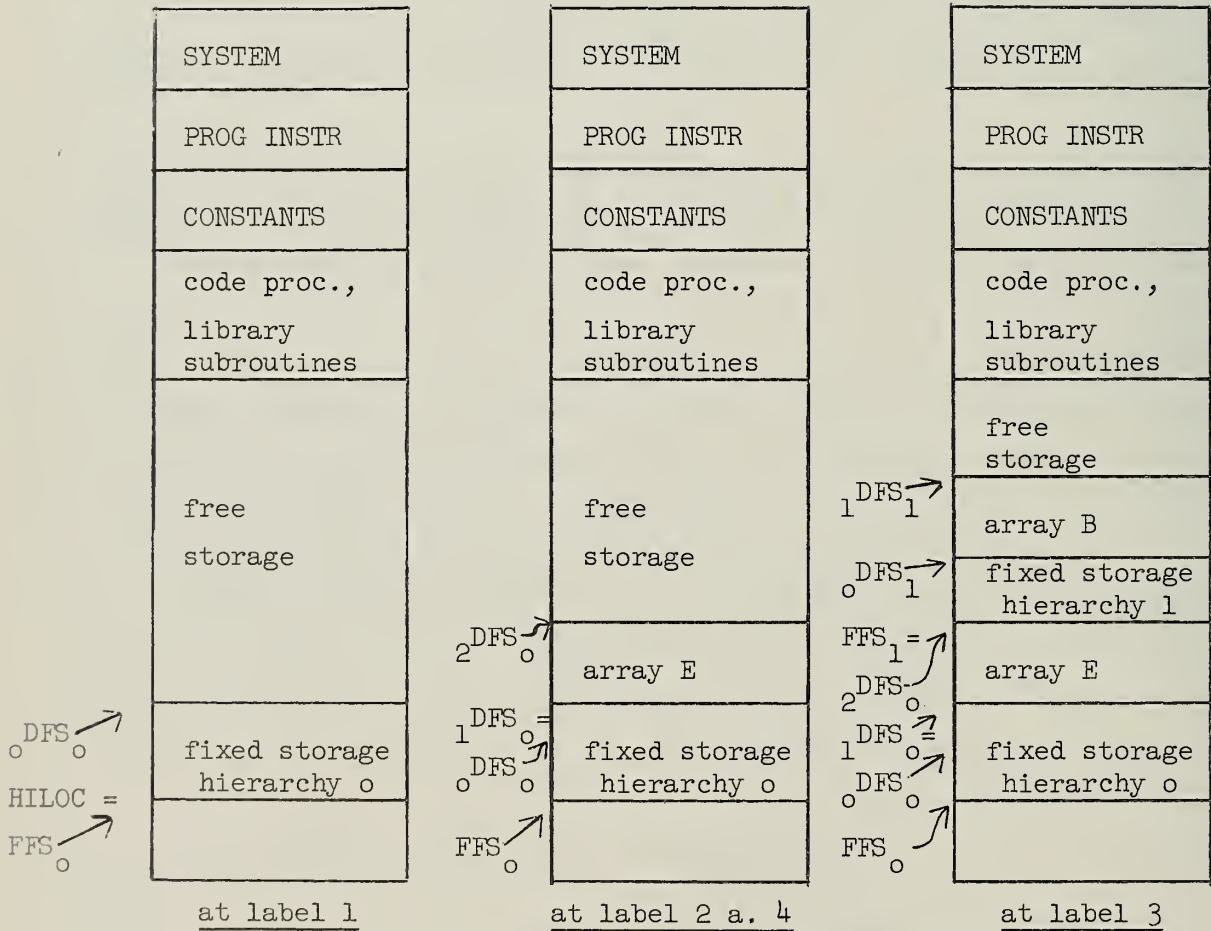 SYSTEM
PROG INSTR
CONSTANTS
code proc.,
library
subroutines
free
storage
oDFSo
fixed storage
hierarchy o
HILOC =
FFSo
at label 1
SYSTEM
PROG INSTR
CONSTANTS
code proc.,
library
subroutines
free
storage
2DFSo
array E
1DFSo =
oDFSo
fixed storage
hierarchy o
FFSo
at label 2 a. 4
SYSTEM
PROG INSTR
CONSTANTS
code proc.,
library
subroutines
free
storage
1DFS1
array B
oDFS1
fixed storage
hierarchy 1
FFS1 =
2DFSo
array E
1DFSo =
oDFSo
fixed storage
hierarchy o
FFSo
at label 3